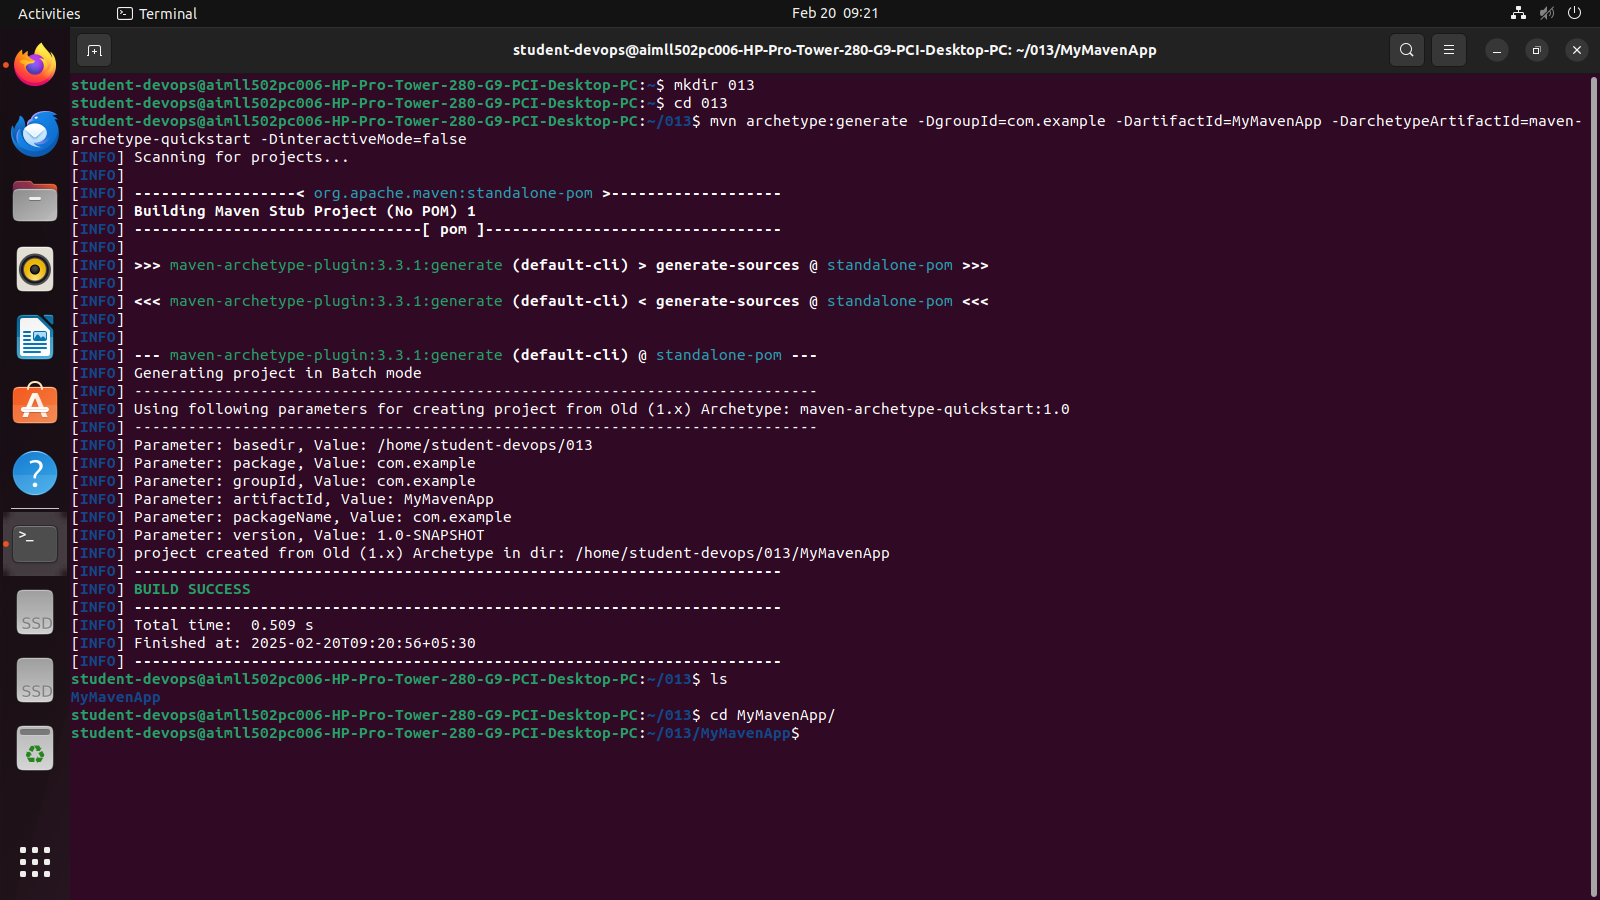 Activities
Terminal
Feb 20 09:21
student-devops@aimll502pc006-HP-Pro-Tower-280-G9-PCI-Desktop-PC: ~/013/MyMavenApp
student-devops@aimll502pc006-HP-Pro-Tower-280-G9-PCI-Desktop-PC:~$ mkdir 013
student-devops@aimll502pc006-HP-Pro-Tower-280-G9-PCI-Desktop-PC:~$ cd 013
student-devops@aimll502pc006-HP-Pro-Tower-280-G9-PCI-Desktop-PC:~/013$ mvn archetype:generate -DgroupId=com.example -DartifactId=MyMavenApp -DarchetypeArtifactId=maven-
archetype-quickstart -DinteractiveMode=false
[INFO] Scanning for projects...
[INFO]
[INFO] ------------------< org.apache.maven:standalone-pom >-------------------
[INFO] Building Maven Stub Project (No POM) 1
[INFO] --------------------------------[ pom ]---------------------------------
[INFO]
[INFO] >>> maven-archetype-plugin:3.3.1:generate (default-cli) > generate-sources @ standalone-pom >>>
[INFO]
[INFO] <<< maven-archetype-plugin:3.3.1:generate (default-cli) < generate-sources @ standalone-pom <<<
[INFO]
[INFO]
[INFO] --- maven-archetype-plugin:3.3.1:generate (default-cli) @ standalone-pom ---
[INFO] Generating project in Batch mode
[INFO] ----------------------------------------------------------------------------
[INFO] Using following parameters for creating project from Old (1.x) Archetype: maven-archetype-quickstart:1.0
[INFO] ----------------------------------------------------------------------------
[INFO] Parameter: basedir, Value: /home/student-devops/013
[INFO] Parameter: package, Value: com.example
[INFO] Parameter: groupId, Value: com.example
[INFO] Parameter: artifactId, Value: MyMavenApp
[INFO] Parameter: packageName, Value: com.example
[INFO] Parameter: version, Value: 1.0-SNAPSHOT
[INFO] project created from Old (1.x) Archetype in dir: /home/student-devops/013/MyMavenApp
[INFO] ------------------------------------------------------------------------
[INFO] BUILD SUCCESS
[INFO] ------------------------------------------------------------------------
[INFO] Total time:  0.509 s
[INFO] Finished at: 2025-02-20T09:20:56+05:30
[INFO] ------------------------------------------------------------------------
student-devops@aimll502pc006-HP-Pro-Tower-280-G9-PCI-Desktop-PC:~/013$ ls
MyMavenApp
student-devops@aimll502pc006-HP-Pro-Tower-280-G9-PCI-Desktop-PC:~/013$ cd MyMavenApp/
student-devops@aimll502pc006-HP-Pro-Tower-280-G9-PCI-Desktop-PC:~/013/MyMavenApp$
SSD
SSD